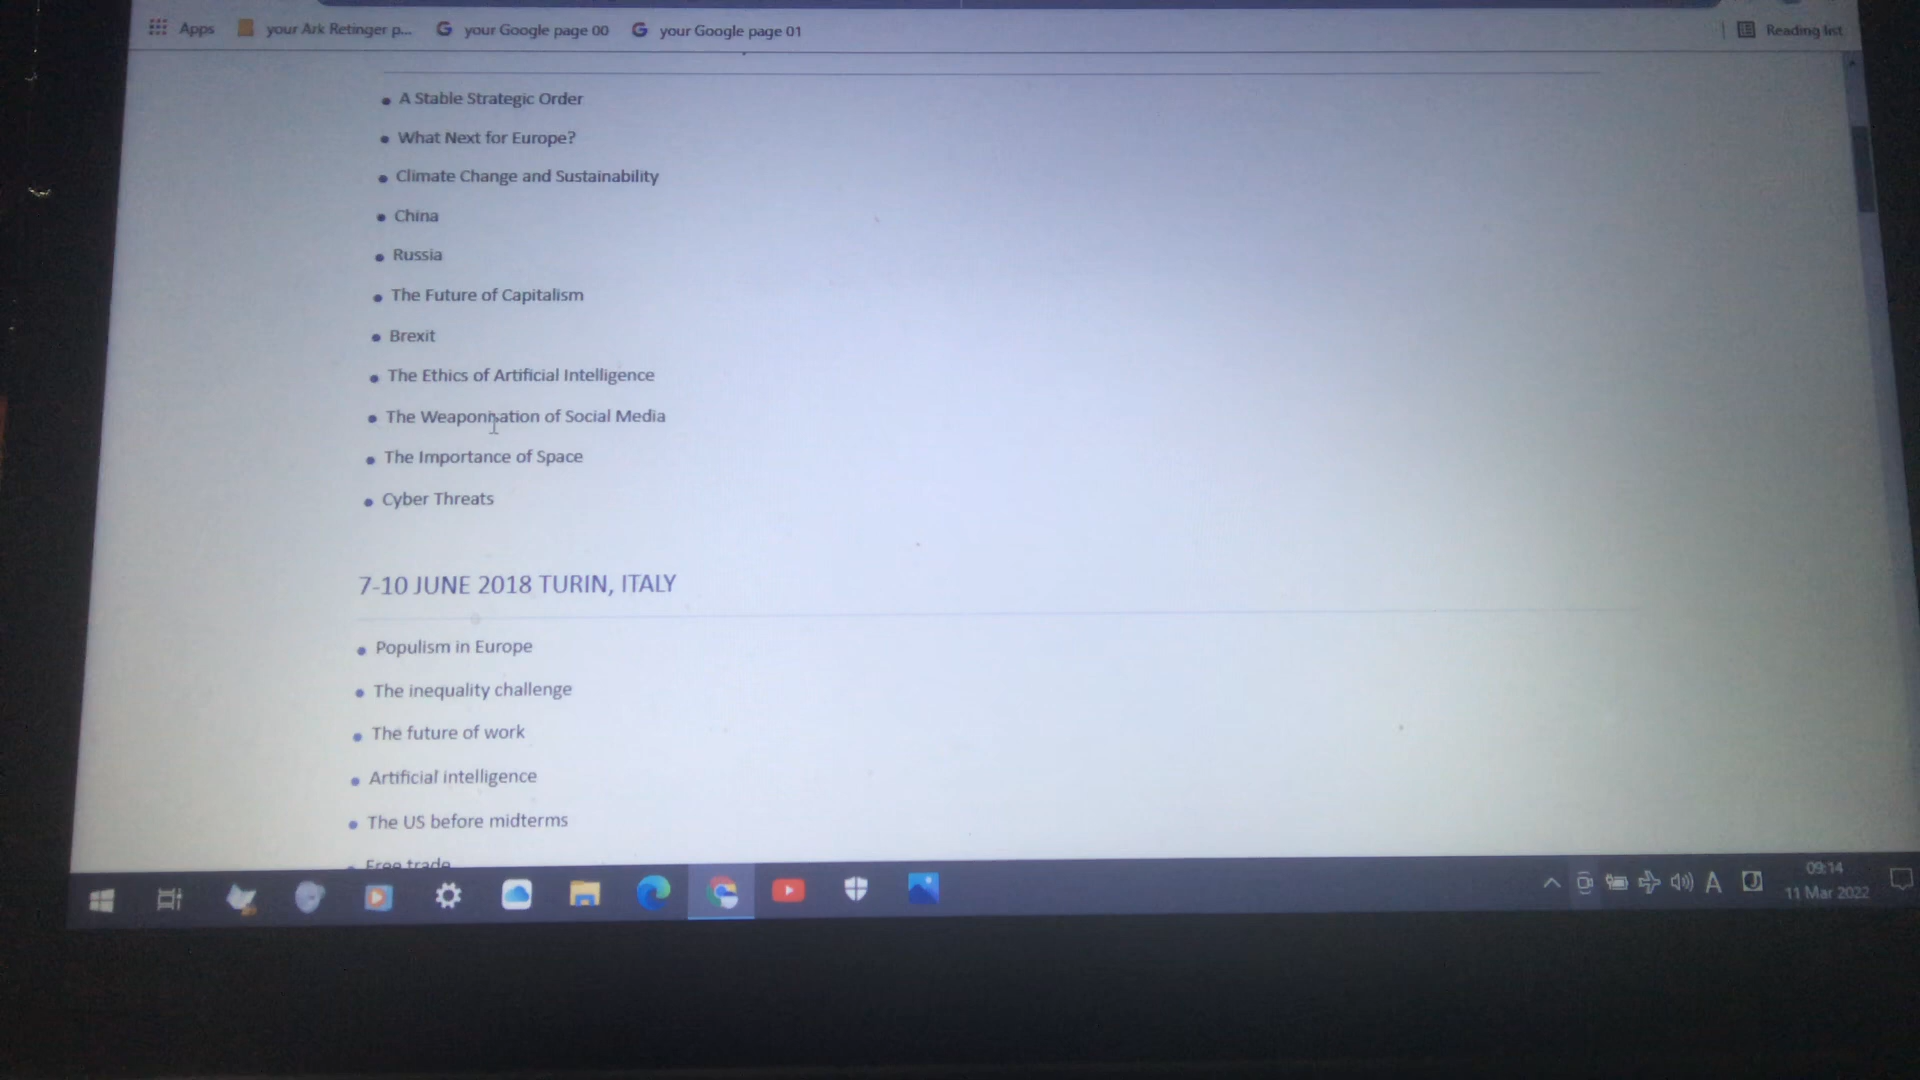 Apps your Ark Retinger p... your Google page 00 your Google page 01 Reading list
A Stable Strategic Order
What Next for Europe?
Climate Change and Sustainability
China
Russia
The Future of Capitalism
Brexit
The Ethics of Artificial Intelligence
The Weaponisation of Social Media
The Importance of Space
Cyber Threats
7-10 JUNE 2018 TURIN, ITALY
Populism in Europe
The inequality challenge
The future of work
Artificial intelligence
The US before midterms
Free trade
09:14
11 Mar 2022